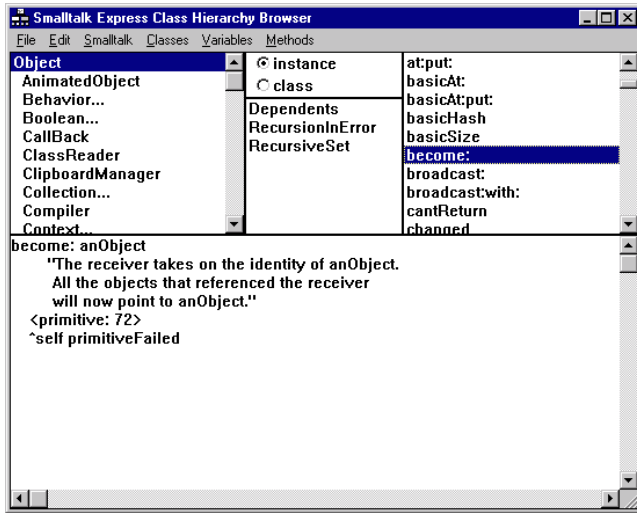 Smalltalk Express Class Hierarchy Browser
File Edit Smalltalk Classes Variables Methods
Object
AnimatedObject
Behavior...
Boolean...
CallBack
ClassReader
ClipboardManager
Collection...
Compiler
Context...
instance
class
Dependents
RecursionInError
RecursiveSet
at:put:
basicAt:
basicAt:put:
basicHash
basicSize
become:
broadcast:
broadcast:with:
cantReturn
changed
become: anObject
"The receiver takes on the identity of anObject.
All the objects that referenced the receiver
will now point to anObject."
<primitive: 72>
^self primitiveFailed